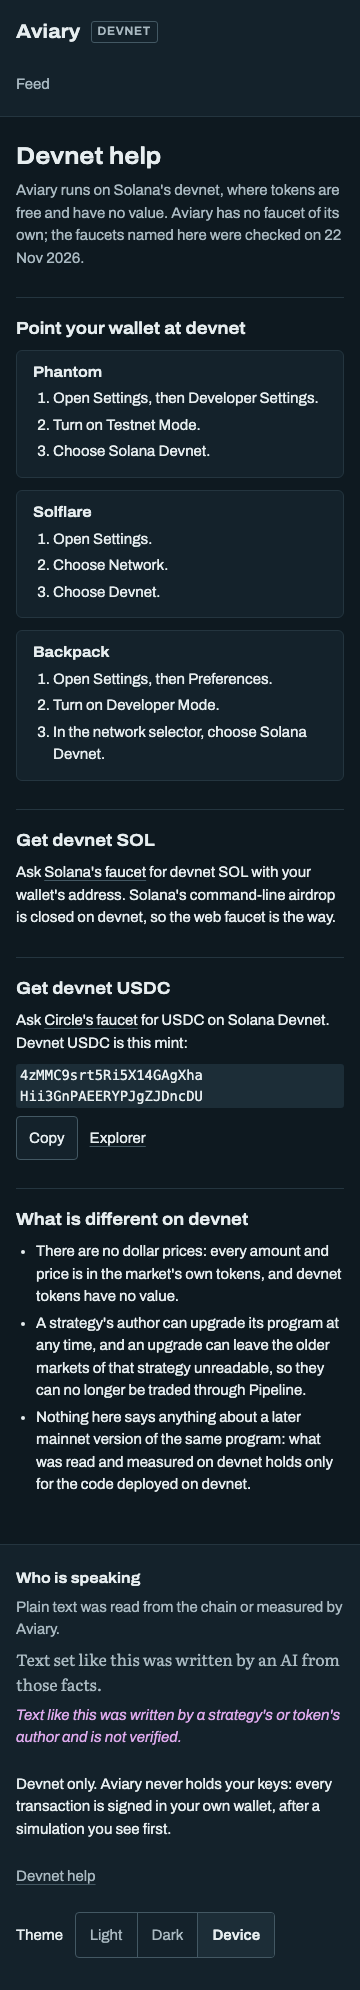 Aviary DEVNET
Feed
Devnet help
Aviary runs on Solana's devnet, where tokens are
free and have no value. Aviary has no faucet of its
own; the faucets named here were checked on 22
Nov 2026.
Point your wallet at devnet
Phantom
1. Open Settings, then Developer Settings.
2. Turn on Testnet Mode.
3. Choose Solana Devnet.
Solflare
1. Open Settings.
2. Choose Network.
3. Choose Devnet.
Backpack
1. Open Settings, then Preferences.
2. Turn on Developer Mode.
3. In the network selector, choose Solana
Devnet.
Get devnet SOL
Ask Solana's faucet for devnet SOL with your
wallet's address. Solana's command-line airdrop
is closed on devnet, so the web faucet is the way.
Get devnet USDC
Ask Circle's faucet for USDC on Solana Devnet.
Devnet USDC is this mint:
4zMMC9srt5Ri5X14GAgXha
Hii3GnPAEERYPJgZJDncDU
Copy Explorer
What is different on devnet
• There are no dollar prices: every amount and
price is in the market's own tokens, and devnet
tokens have no value.
• A strategy's author can upgrade its program at
any time, and an upgrade can leave the older
markets of that strategy unreadable, so they
can no longer be traded through Pipeline.
• Nothing here says anything about a later
mainnet version of the same program: what
was read and measured on devnet holds only
for the code deployed on devnet.
Who is speaking
Plain text was read from the chain or measured by
Aviary.
Text set like this was written by an AI from
those facts.
Text like this was written by a strategy's or token's
author and is not verified.
Devnet only. Aviary never holds your keys: every
transaction is signed in your own wallet, after a
simulation you see first.
Devnet help
Theme Light Dark Device